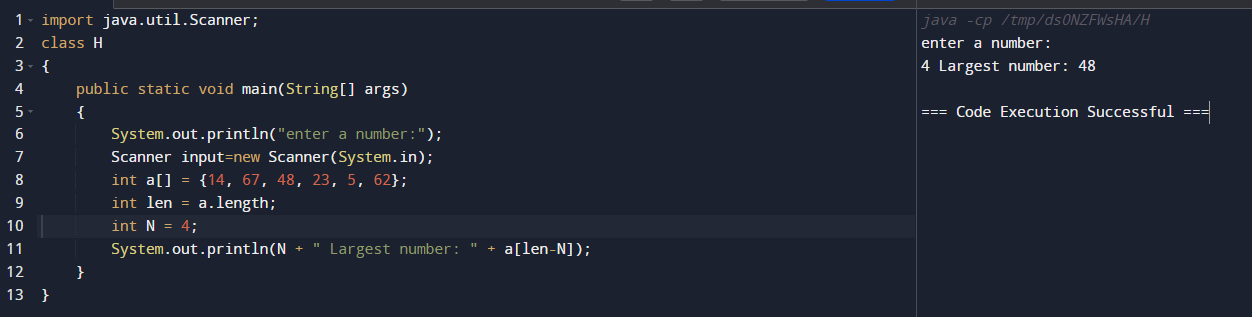 1 import java.util.Scanner;
2 class H
3 {
4 public static void main(String[] args)
5 {
6 System.out.println("enter a number:");
7 Scanner input=new Scanner(System.in);
8 int a[] = {14, 67, 48, 23, 5, 62};
9 int len = a.length;
10 int N = 4;
11 System.out.println(N + " Largest number: " + a[len-N]);
12 }
13 }
java -cp /tmp/dsONZFWsHA/H
enter a number:
4 Largest number: 48
=== Code Execution Successful ===